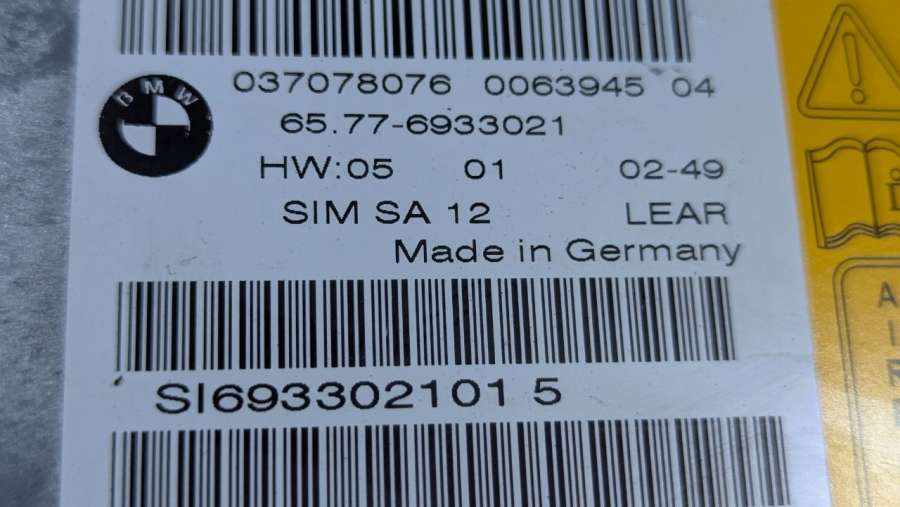 BMW
037078076 0063945 04
65.77-6933021
HW:05 01 02-49
SIM SA 12 LEAR
Made in Germany
SI693302101 5
A
I